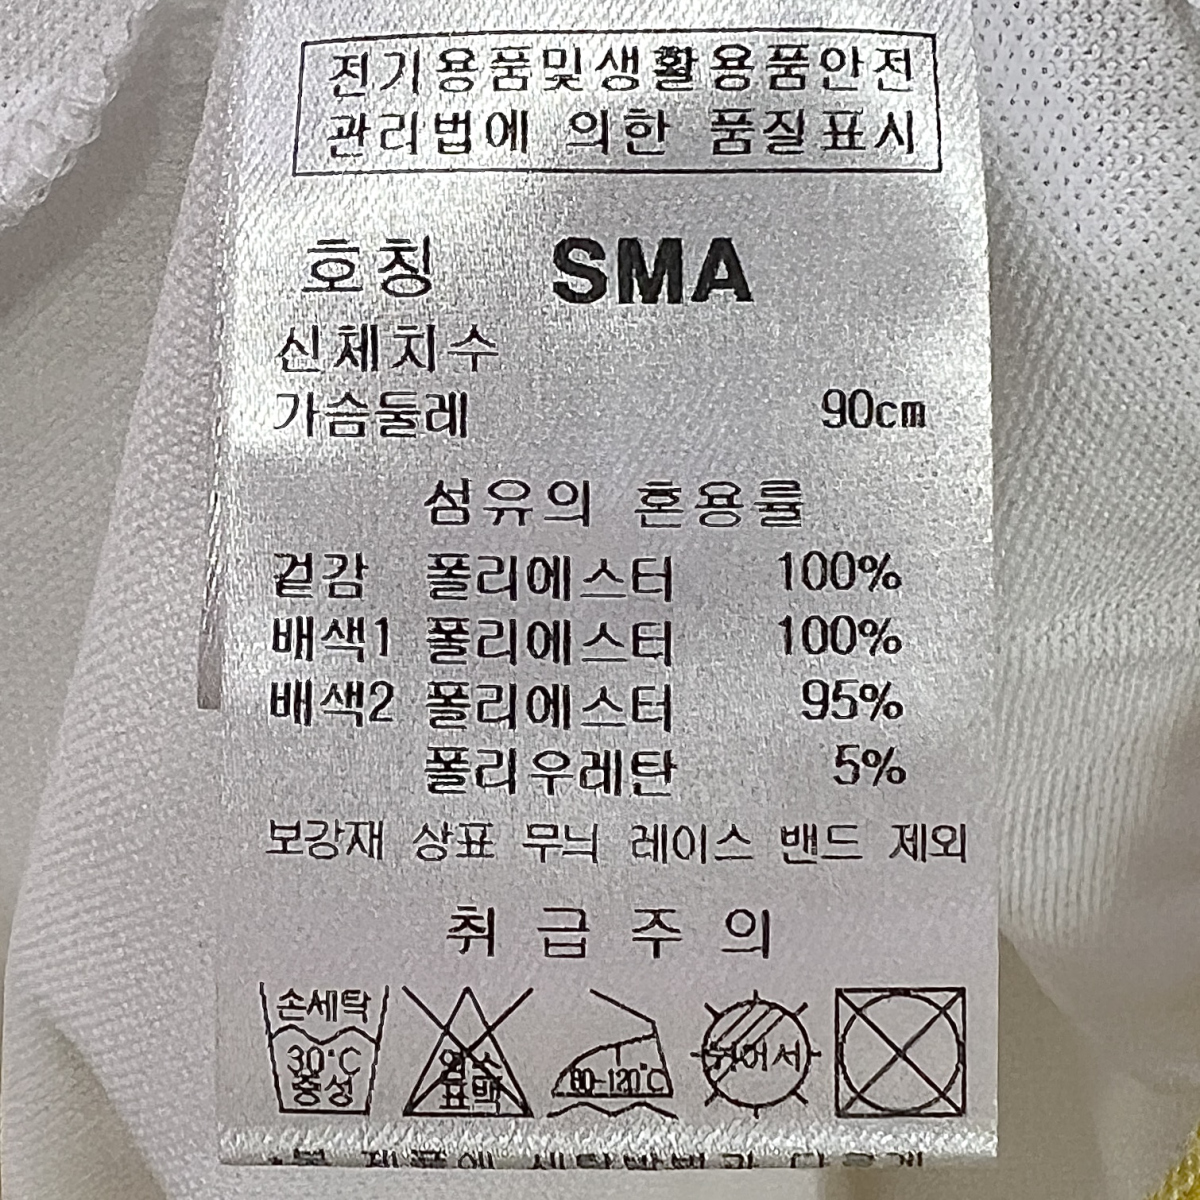 전기용품및생활용품안전
관리법에 의한 품질표시
호칭 SMA
신체치수
가슴둘레 90cm
섬유의 혼용률
겉감 폴리에스터 100%
배색1 폴리에스터 100%
배색2 폴리에스터 95%
폴리우레탄 5%
보강재 상표 무늬 레이스 밴드 제외
취급주의
손세탁
30°C
중성
염소
표백
80-120°C
뉘어서